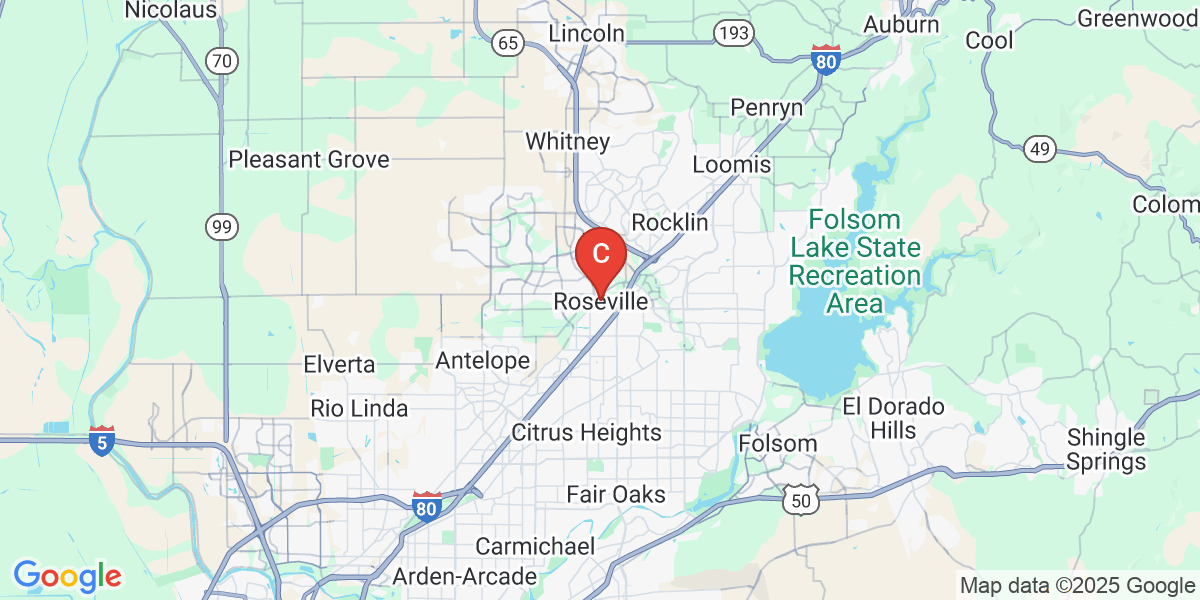 Nicolaus
Lincoln
Auburn
Greenwood
Cool
65
193
80
70
Penryn
Whitney
Pleasant Grove
Loomis
49
Colom
99
Rocklin
Folsom
Lake State
Recreation
Area
C
Roseville
Elverta
Antelope
Rio Linda
El Dorado
Hills
Citrus Heights
Folsom
Shingle
Springs
5
Fair Oaks
50
80
Carmichael
Arden-Arcade
Google
Map data ©2025 Google